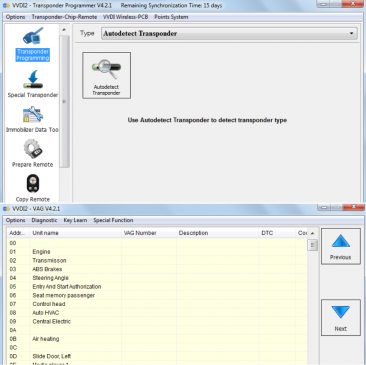 VVDI2 - Transponder Programmer V4.2.1 Remaining Synchronization Time: 15 days
Options Transponder-Chip-Remote VVDI Wireless-PCB Points System
Type Autodetect Transponder
Transponder
Programming
Autodetect
Transponder
Special Transponder
Use Autodetect Transponder to detect transponder type
Immobilizer Data Too
Prepare Remote
Copy Remote
VVDI2 - VAG V4.2.1
Options Diagnostic Key Learn Special Function
Addr... Unit name VAG Number Description DTC Coo
00
01 Engine
02 Transmisson
03 ABS Brakes
04 Steering Angle
05 Entry And Start Authorization
06 Seat memory passenger
07 Control head
08 Auto HVAC
09 Central Electric
0A
0B Air heating
0C
0D Slide Door, Left
Previous
Next